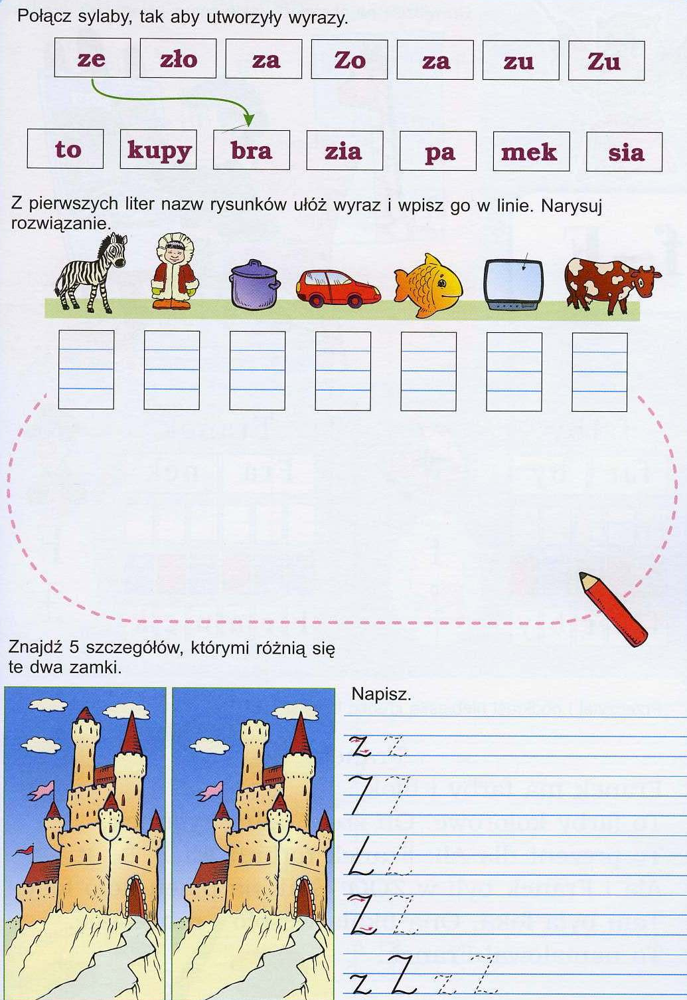 Połącz sylaby, tak aby utworzyły wyrazy.
ze zło za Zo za zu Zu
to kupy bra zia pa mek sia
Z pierwszych liter nazw rysunków ułóż wyraz i wpisz go w linie. Narysuj
rozwiązanie.
Znajdź 5 szczegółów, którymi różnią się
te dwa zamki.
Napisz.
z z
Z Z
z Z z Z